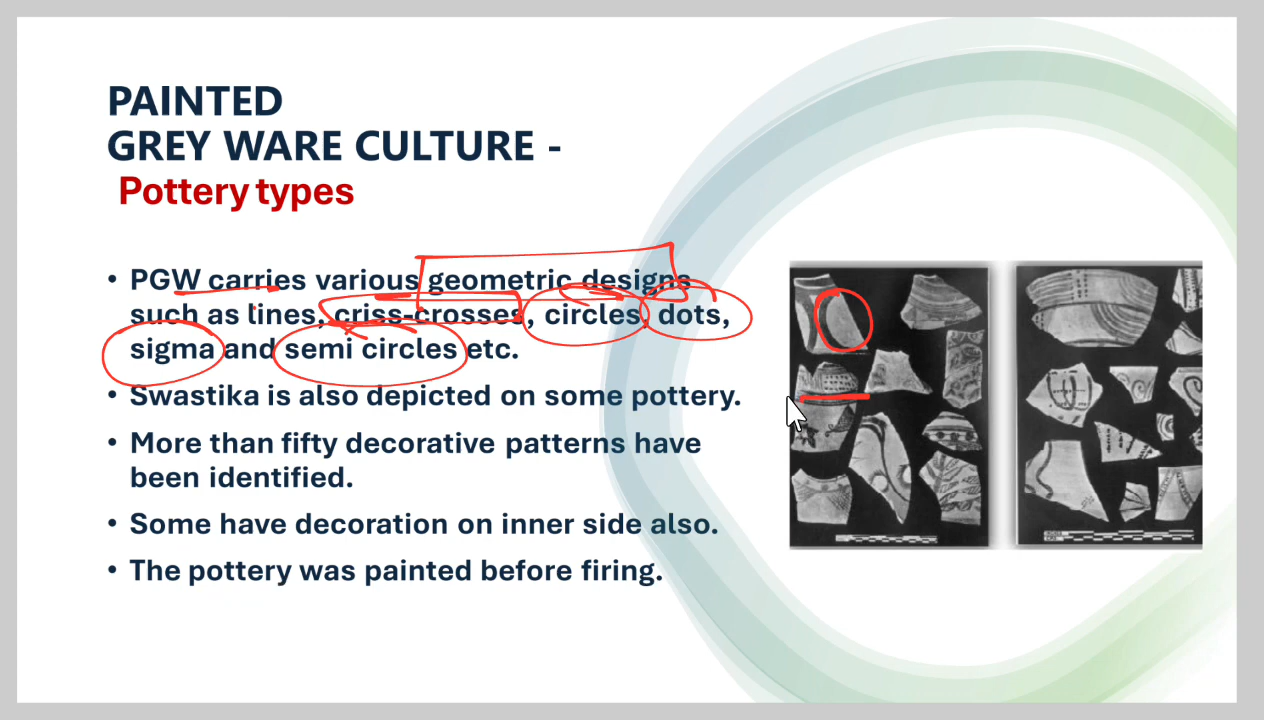 PAINTED
GREY WARE CULTURE -
Pottery types
• PGW carries various geometric designs
such as lines, criss-crosses, circles, dots,
sigma and semi circles etc.
• Swastika is also depicted on some pottery.
• More than fifty decorative patterns have
been identified.
• Some have decoration on inner side also.
• The pottery was painted before firing.